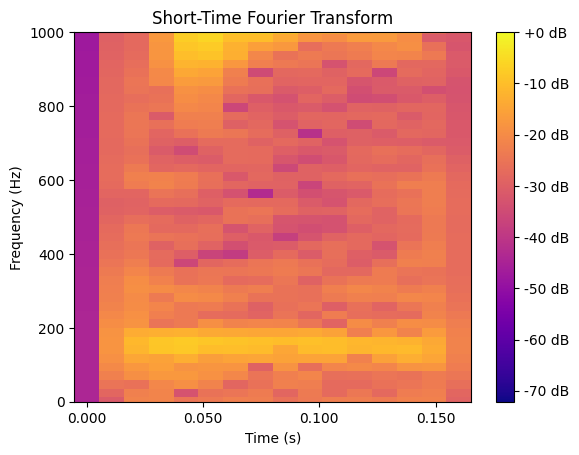 Short-Time Fourier Transform
Frequency (Hz)
1000
800
600
400
200
0
0.000
0.050
0.100
0.150
Time (s)
+0 dB
-10 dB
-20 dB
-30 dB
-40 dB
-50 dB
-60 dB
-70 dB